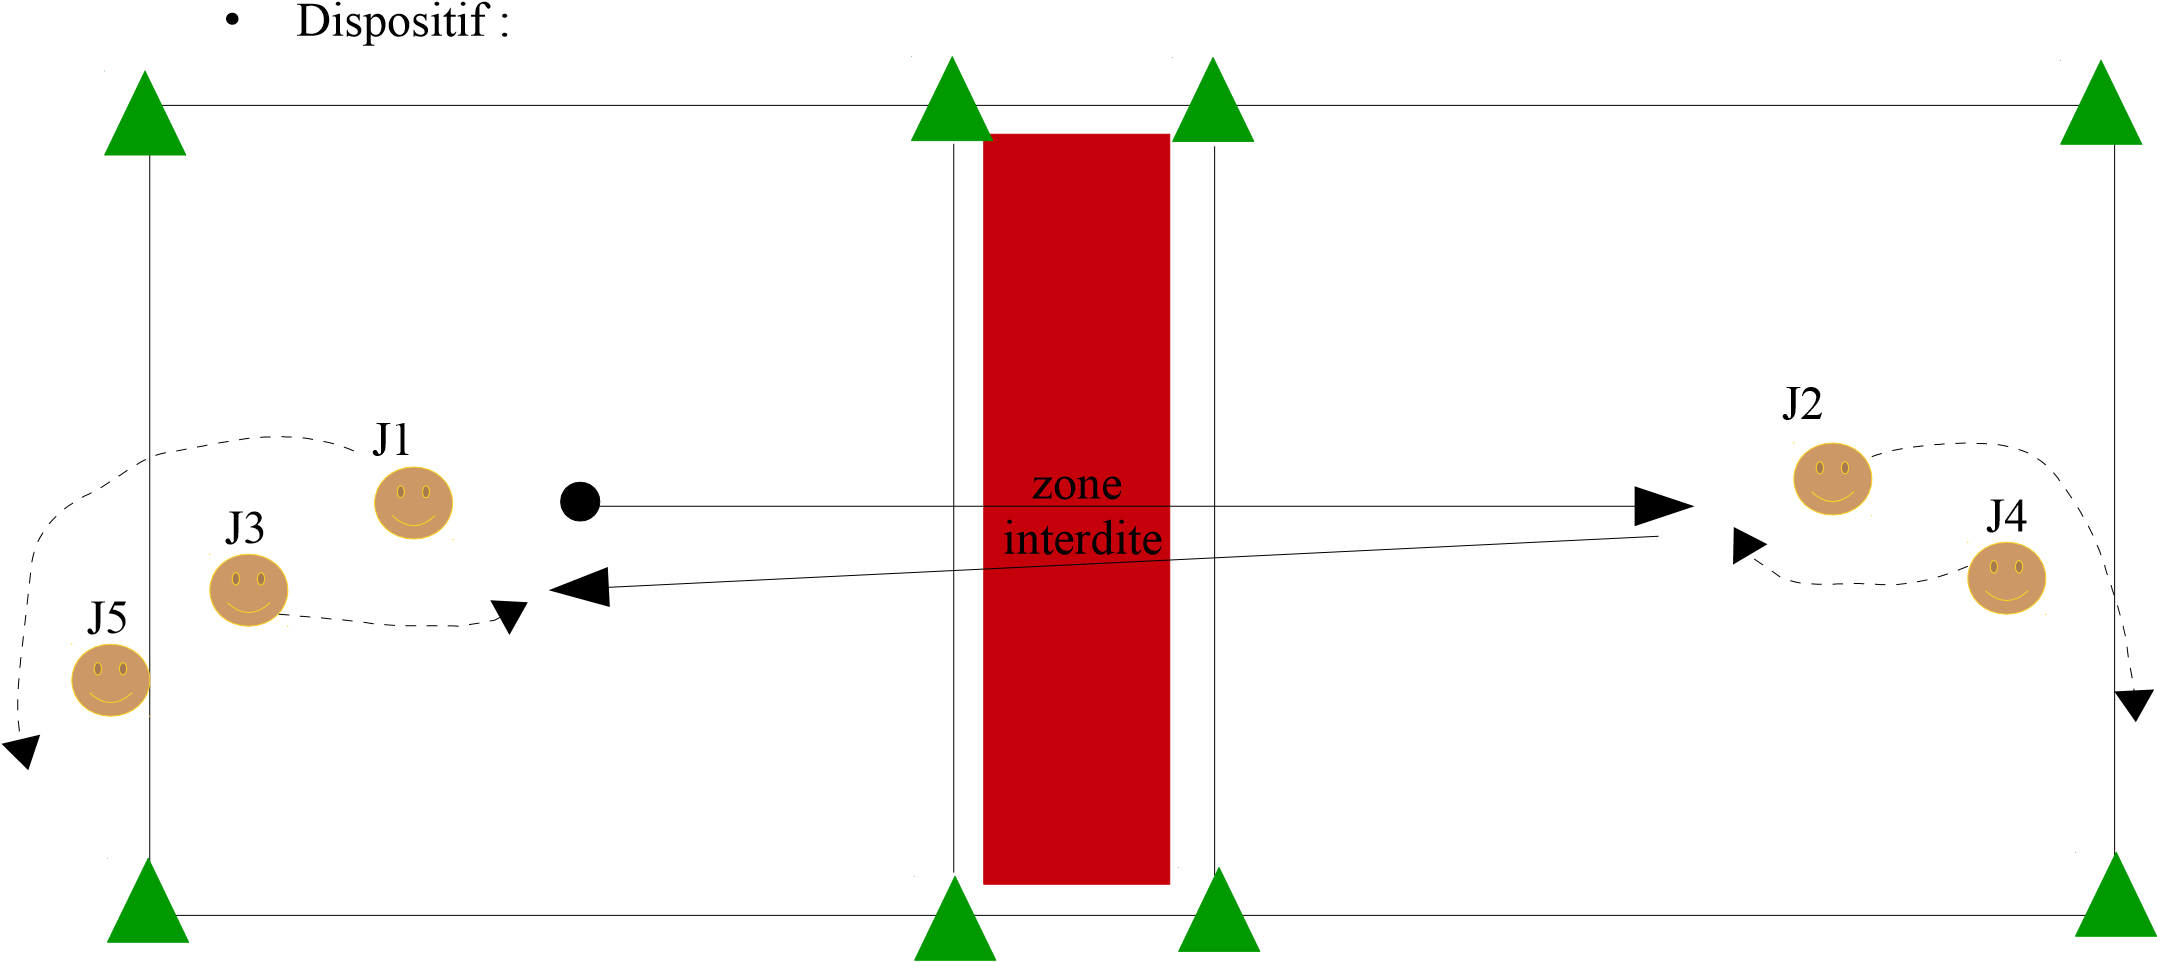 • Dispositif :
J2
J1
zone
interdite
J4
J3
J5